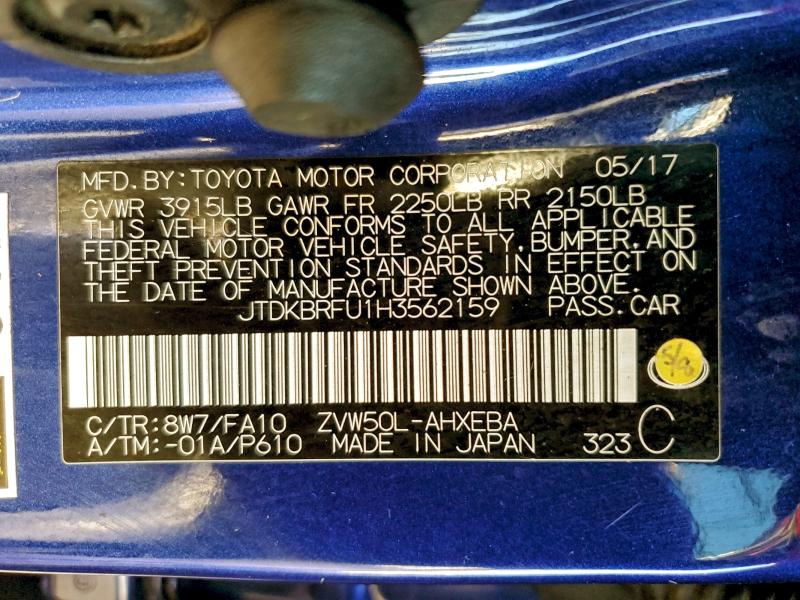 MFD.BY:TOYOTA MOTOR CORPORATION 05/17
GVWR 3915LB GAWR FR 2250LB RR 2150LB
THIS VEHICLE CONFORMS TO ALL APPLICABLE
FEDERAL MOTOR VEHICLE SAFETY,BUMPER,AND
THEFT PREVENTION STANDARDS IN EFFECT ON
THE DATE OF MANUFACTURE SHOWN ABOVE.
JTDKBRFU1H3562159 PASS.CAR
5/8
C/TR:8W7/FA10 ZVW50L-AHXEBA
A/TM:-01A/P610 MADE IN JAPAN 323 C